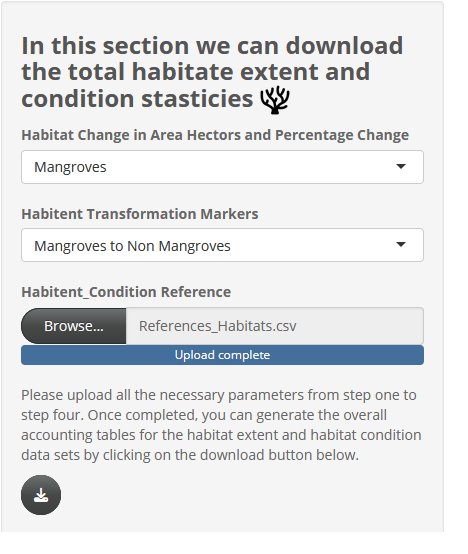 In this section we can download
the total habitate extent and
condition stasticies
Habitat Change in Area Hectors and Percentage Change
Mangroves
Habitent Transformation Markers
Mangroves to Non Mangroves
Habitent_Condition Reference
Browse... References_Habitats.csv
Upload complete
Please upload all the necessary parameters from step one to
step four. Once completed, you can generate the overall
accounting tables for the habitat extent and habitat condition
data sets by clicking on the download button below.